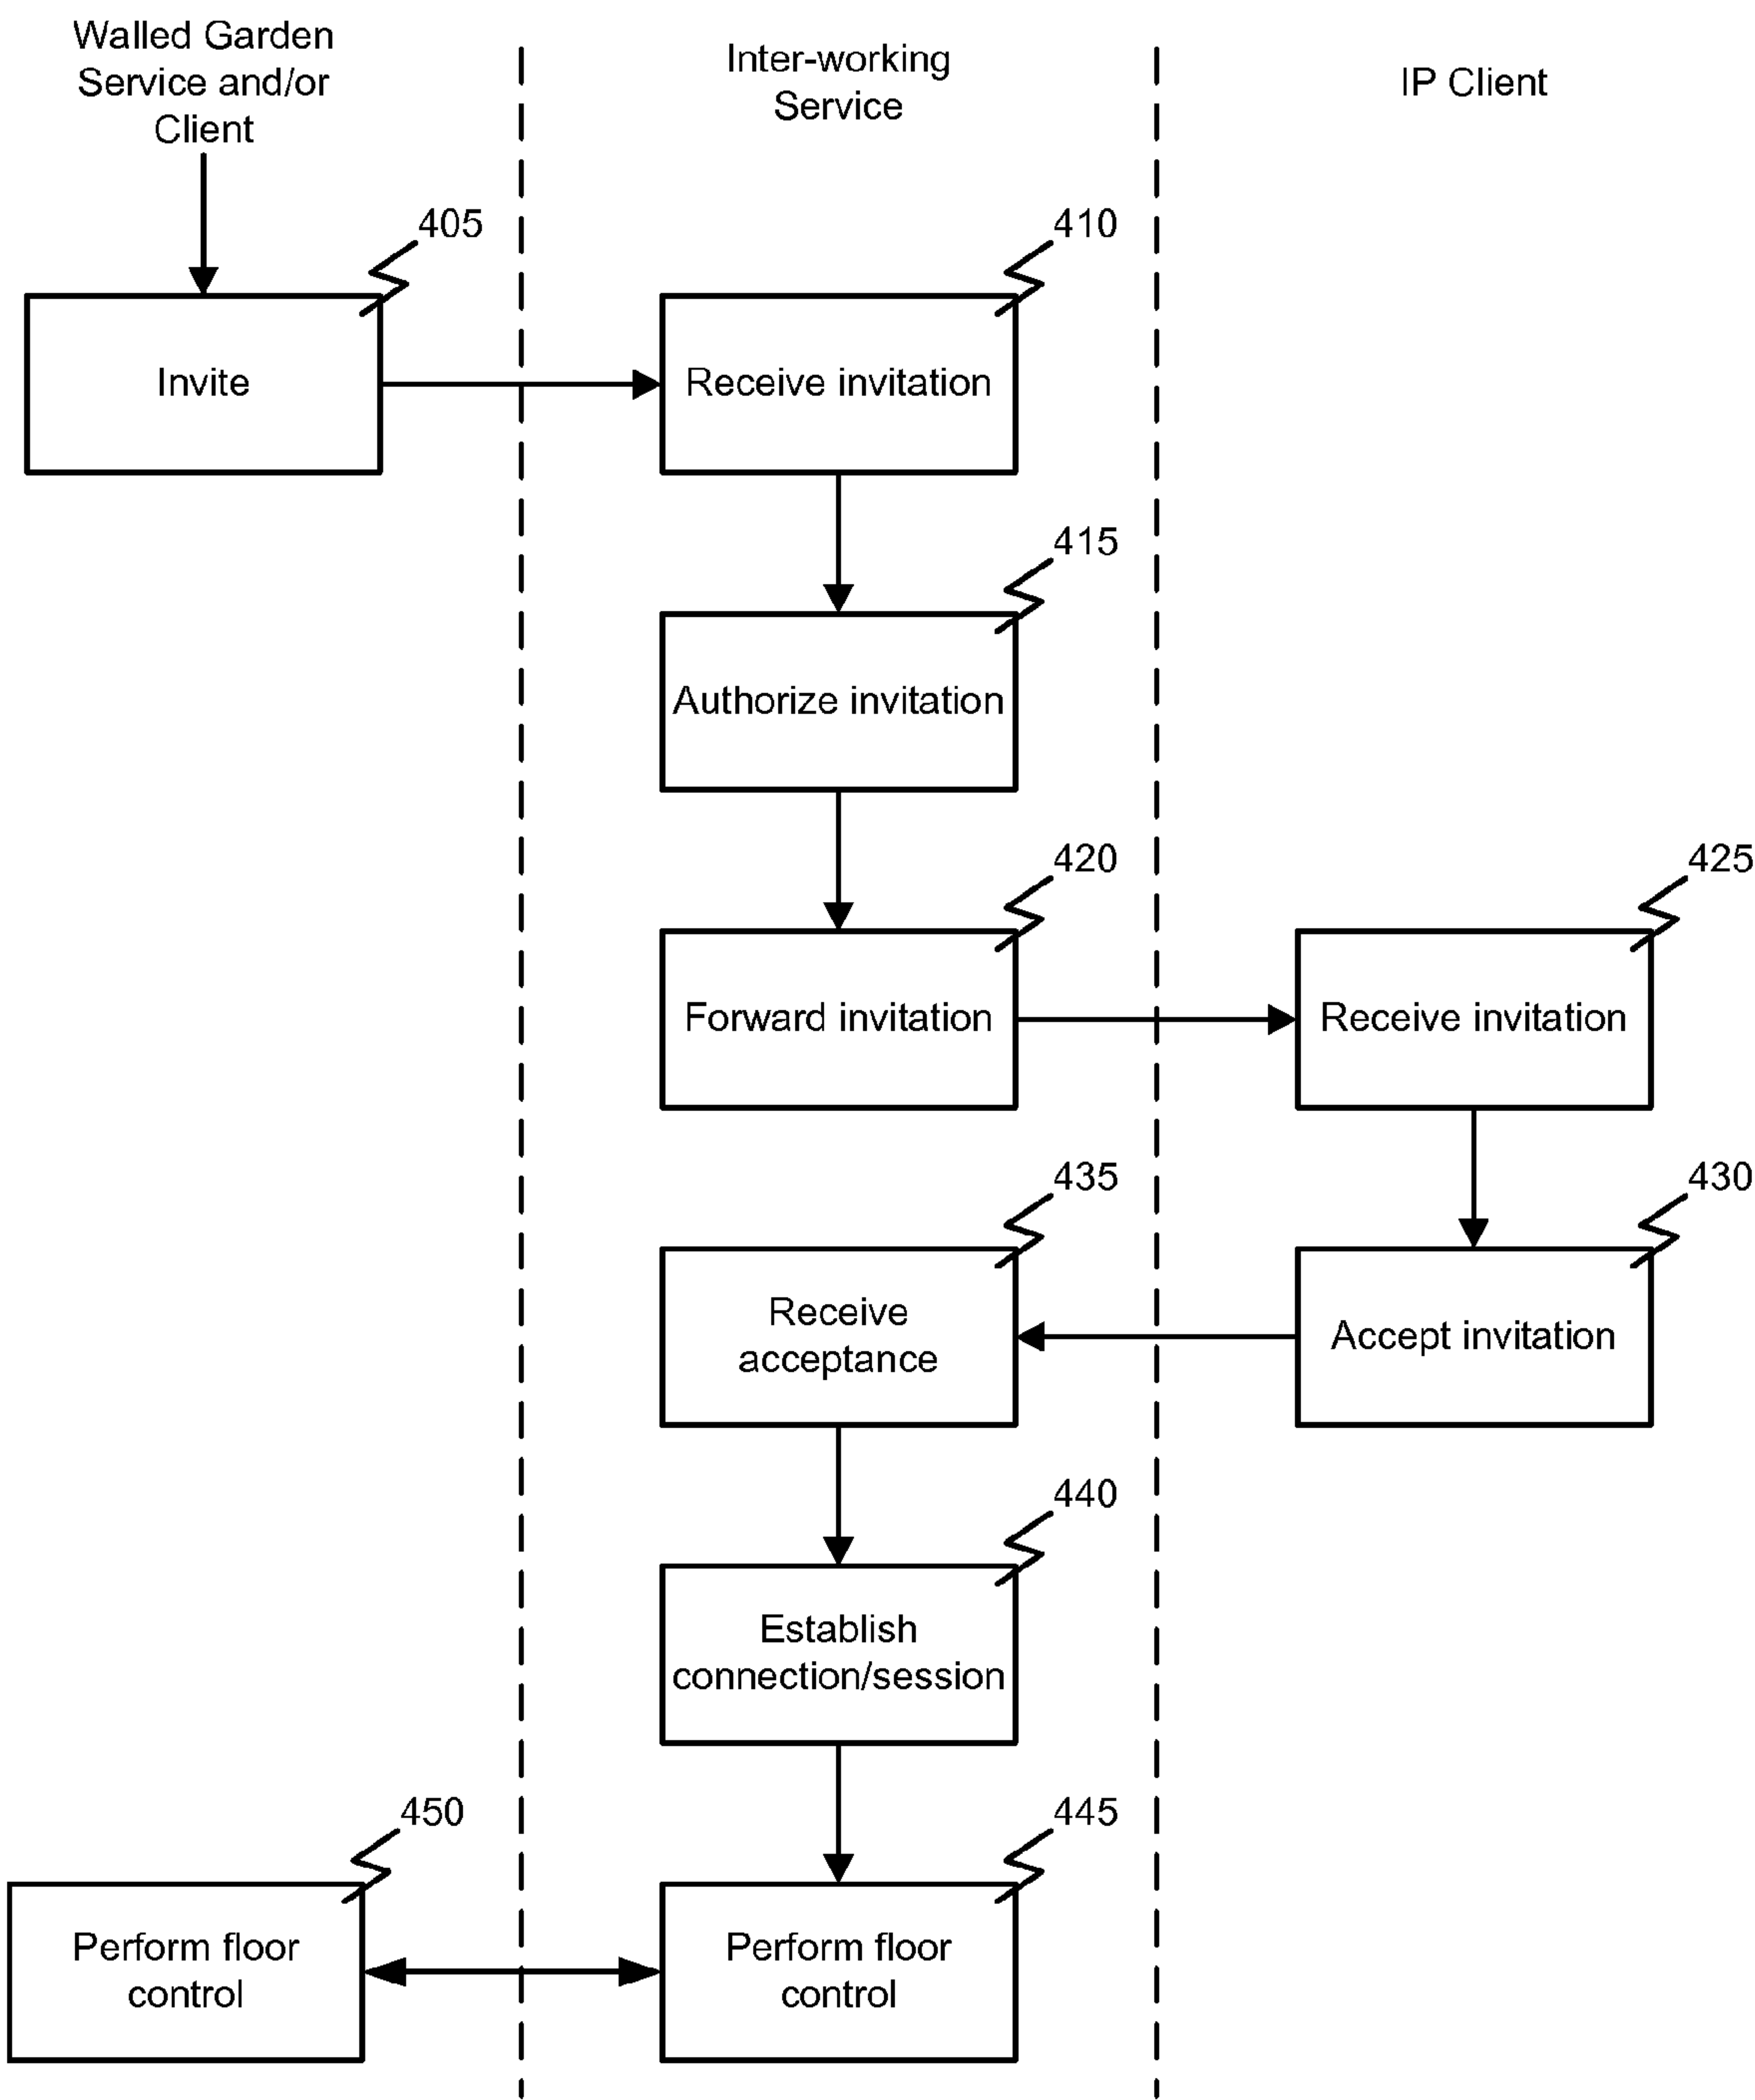 Walled Garden
Service and/or
Client
Inter-working
Service
IP Client
405
410
Invite
Receive invitation
415
Authorize invitation
420
425
Forward invitation
Receive invitation
435
430
Receive
acceptance
Accept invitation
440
Establish
connection/session
450
445
Perform floor
control
Perform floor
control